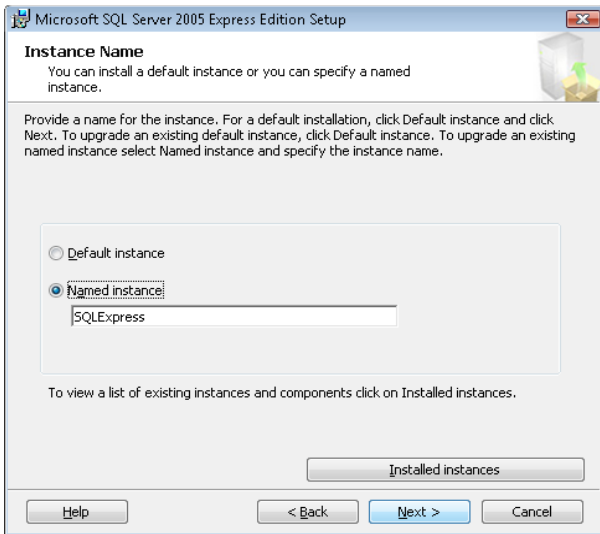 Microsoft SQL Server 2005 Express Edition Setup
Instance Name
You can install a default instance or you can specify a named
instance.
Provide a name for the instance. For a default installation, click Default instance and click
Next. To upgrade an existing default instance, click Default instance. To upgrade an existing
named instance select Named instance and specify the instance name.
Default instance
Named instance
SQLExpress
To view a list of existing instances and components click on Installed instances.
Installed instances
Help
< Back
Next >
Cancel